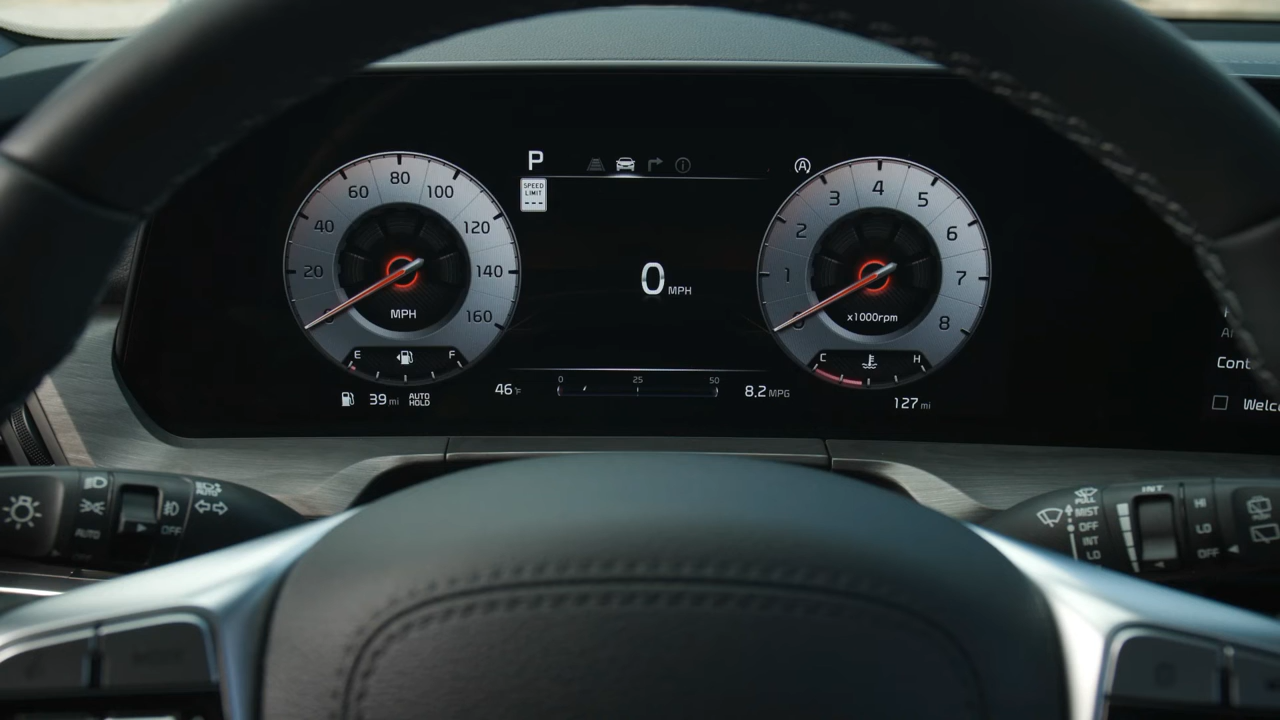 P
SPEED
LIMIT
---
20
40
60
80
100
120
140
160
MPH
E
F
39 mi
AUTO
HOLD
0 MPH
46°F
0
25
50
8.2 MPG
A
1
2
3
4
5
6
7
8
x1000rpm
C
H
127 mi
Welc
AUTO
OFF
AUTO
PULL
MIST
OFF
INT
LO
INT
HI
LO
OFF